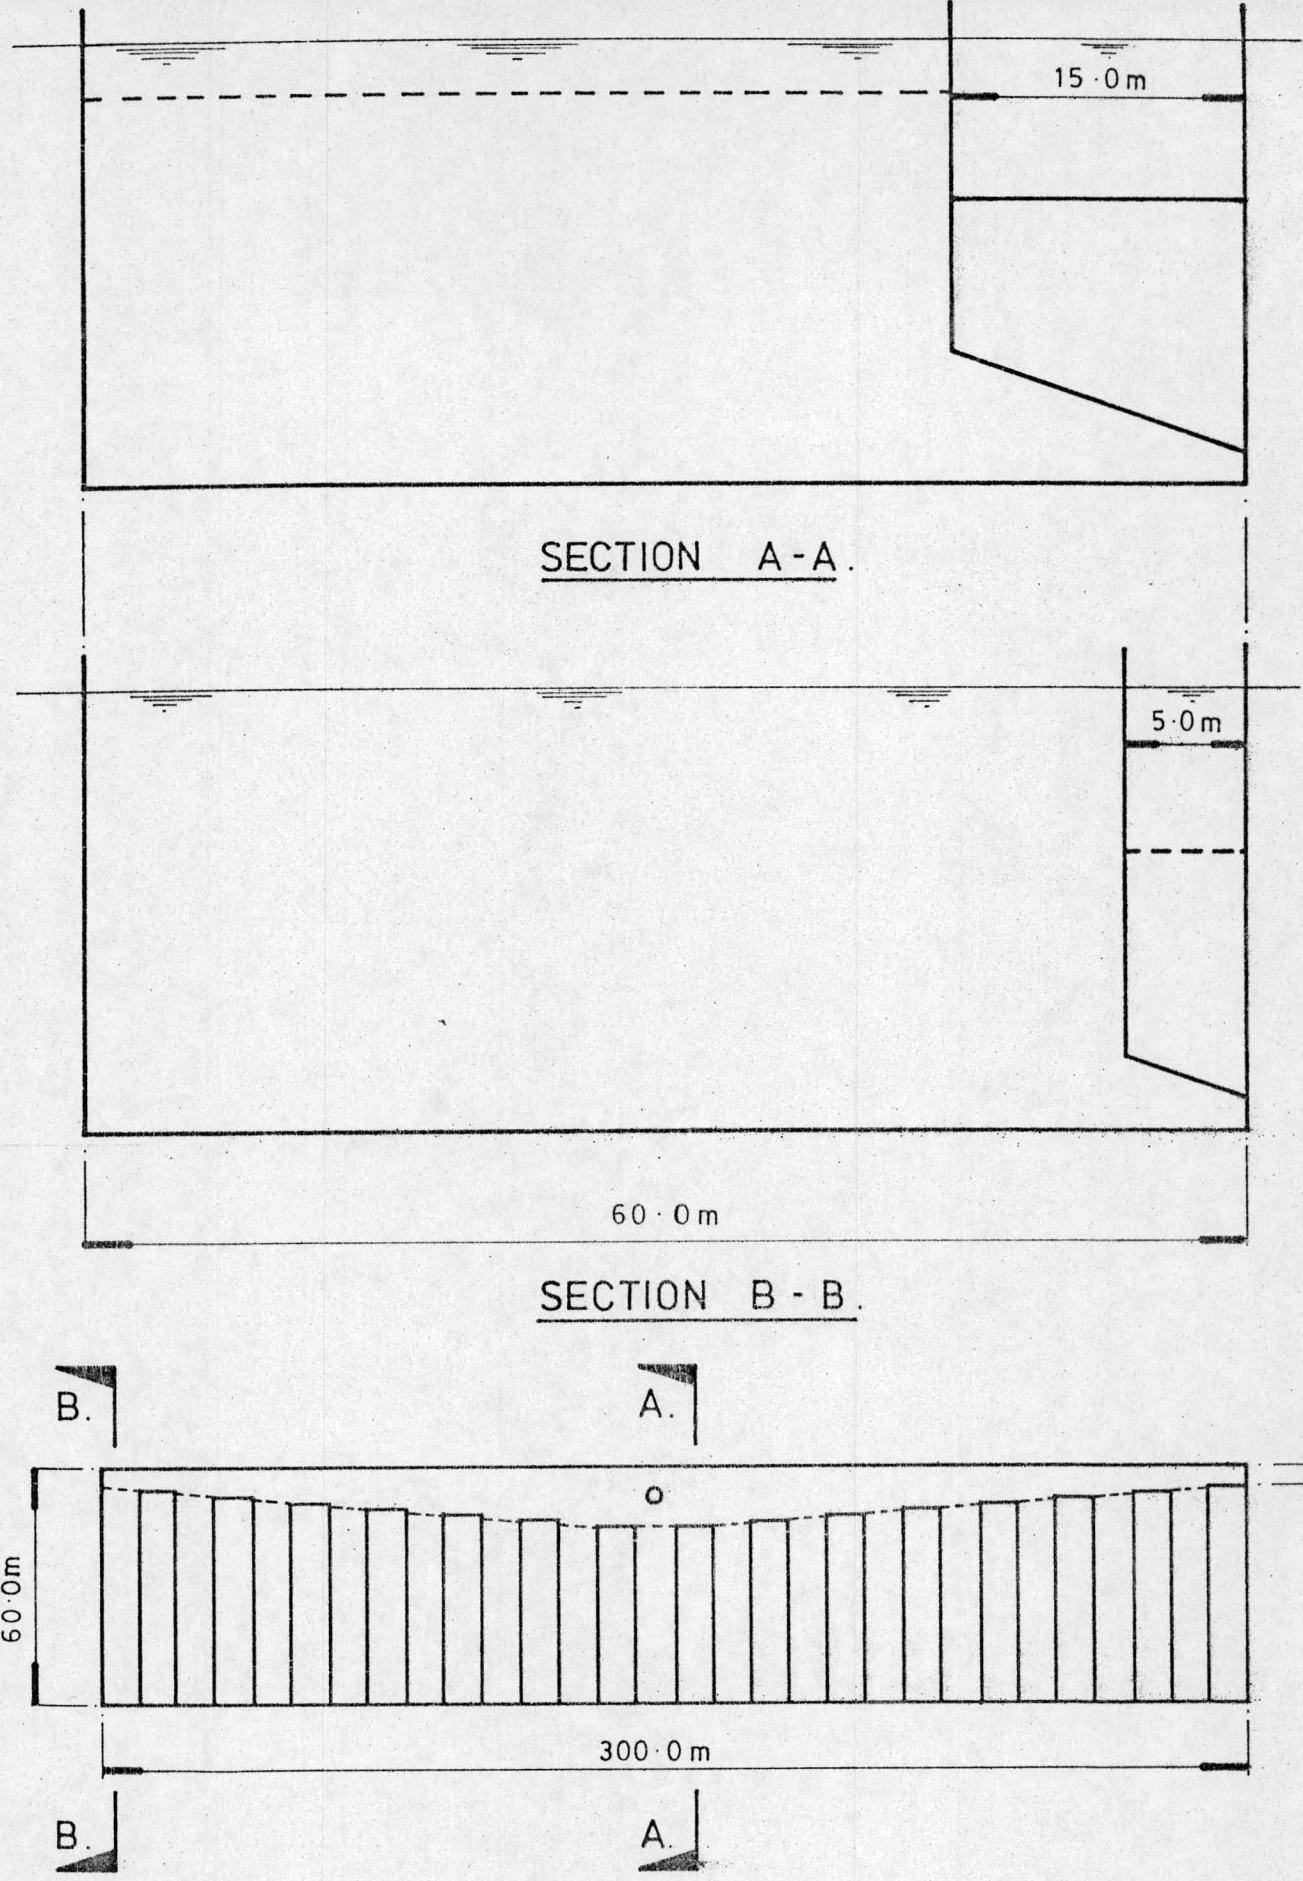 15·0m
SECTION A-A.
5·0m
60·0m
SECTION B-B.
B. A.
O
60·0m
300·0m
B. A.